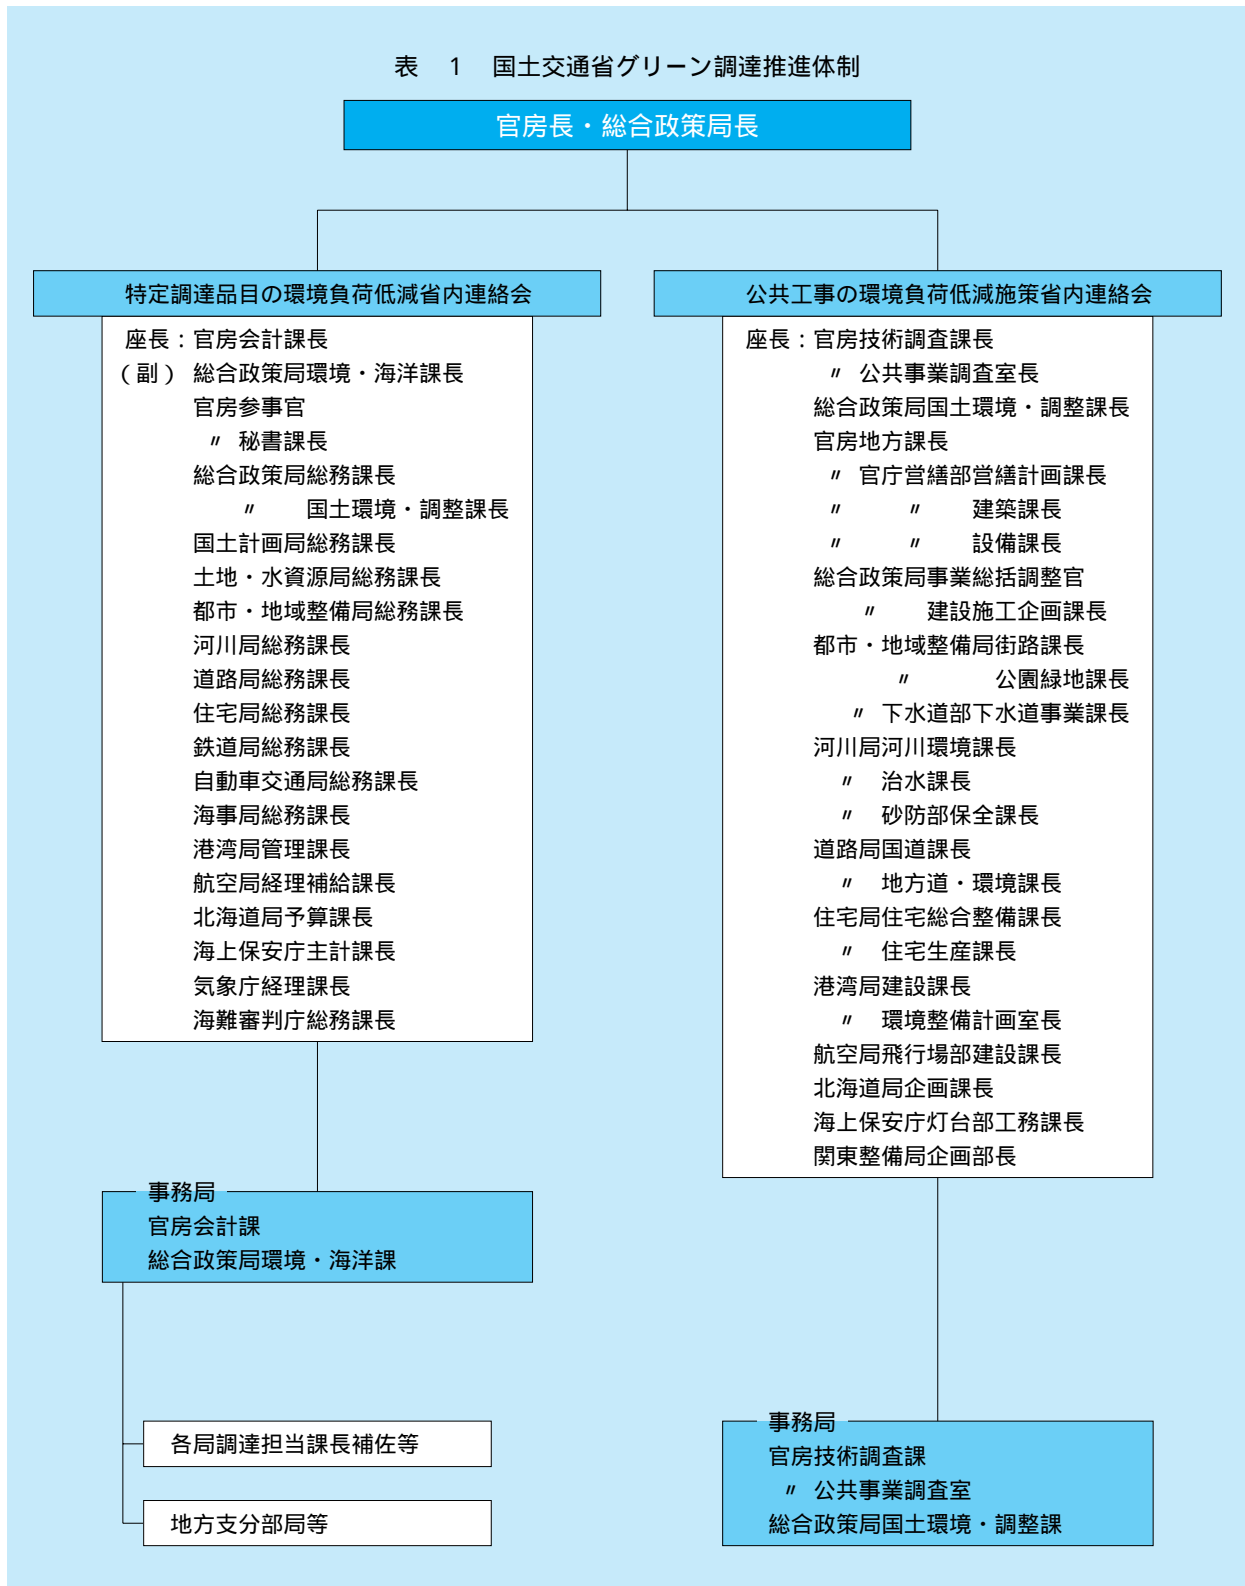 表 1 国土交通省グリーン調達推進体制
官房長・総合政策局長
特定調達品目の環境負荷低減省内連絡会
座長：官房会計課長
（副） 総合政策局環境・海洋課長
官房参事官
〃 秘書課長
総合政策局総務課長
〃 国土環境・調整課長
国土計画局総務課長
土地・水資源局総務課長
都市・地域整備局総務課長
河川局総務課長
道路局総務課長
住宅局総務課長
鉄道局総務課長
自動車交通局総務課長
海事局総務課長
港湾局管理課長
航空局経理補給課長
北海道局予算課長
海上保安庁主計課長
気象庁経理課長
海難審判庁総務課長
事務局
官房会計課
総合政策局環境・海洋課
各局調達担当課長補佐等
地方支分部局等
公共工事の環境負荷低減施策省内連絡会
座長：官房技術調査課長
〃 公共事業調査室長
総合政策局国土環境・調整課長
官房地方課長
〃 官庁営繕部営繕計画課長
〃 〃 建築課長
〃 〃 設備課長
総合政策局事業総括調整官
〃 建設施工企画課長
都市・地域整備局街路課長
〃 公園緑地課長
〃 下水道部下水道事業課長
河川局河川環境課長
〃 治水課長
〃 砂防部保全課長
道路局国道課長
〃 地方道・環境課長
住宅局住宅総合整備課長
〃 住宅生産課長
港湾局建設課長
〃 環境整備計画室長
航空局飛行場部建設課長
北海道局企画課長
海上保安庁灯台部工務課長
関東整備局企画部長
事務局
官房技術調査課
〃 公共事業調査室
総合政策局国土環境・調整課